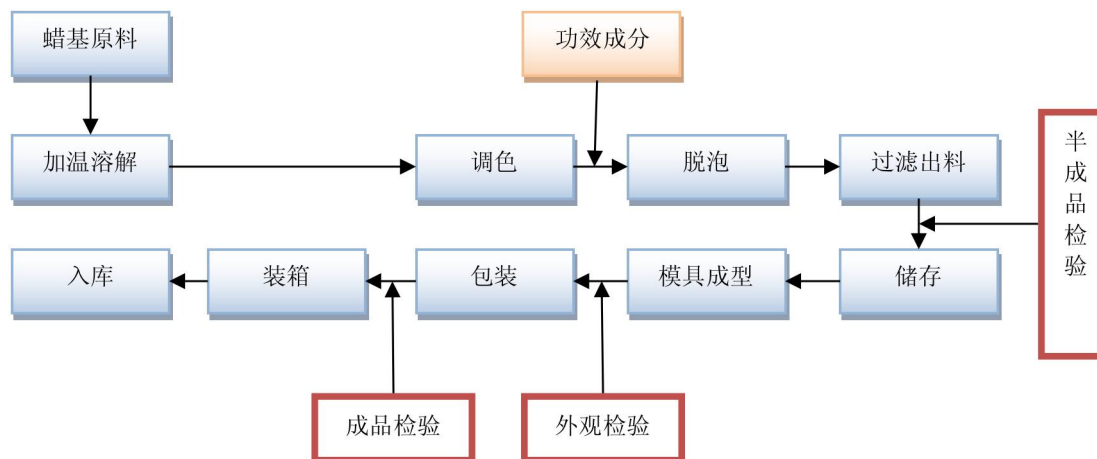 蜡基原料
功效成分
加温溶解
调色
脱泡
过滤出料
半成品检验
入库
装箱
包装
模具成型
储存
成品检验
外观检验